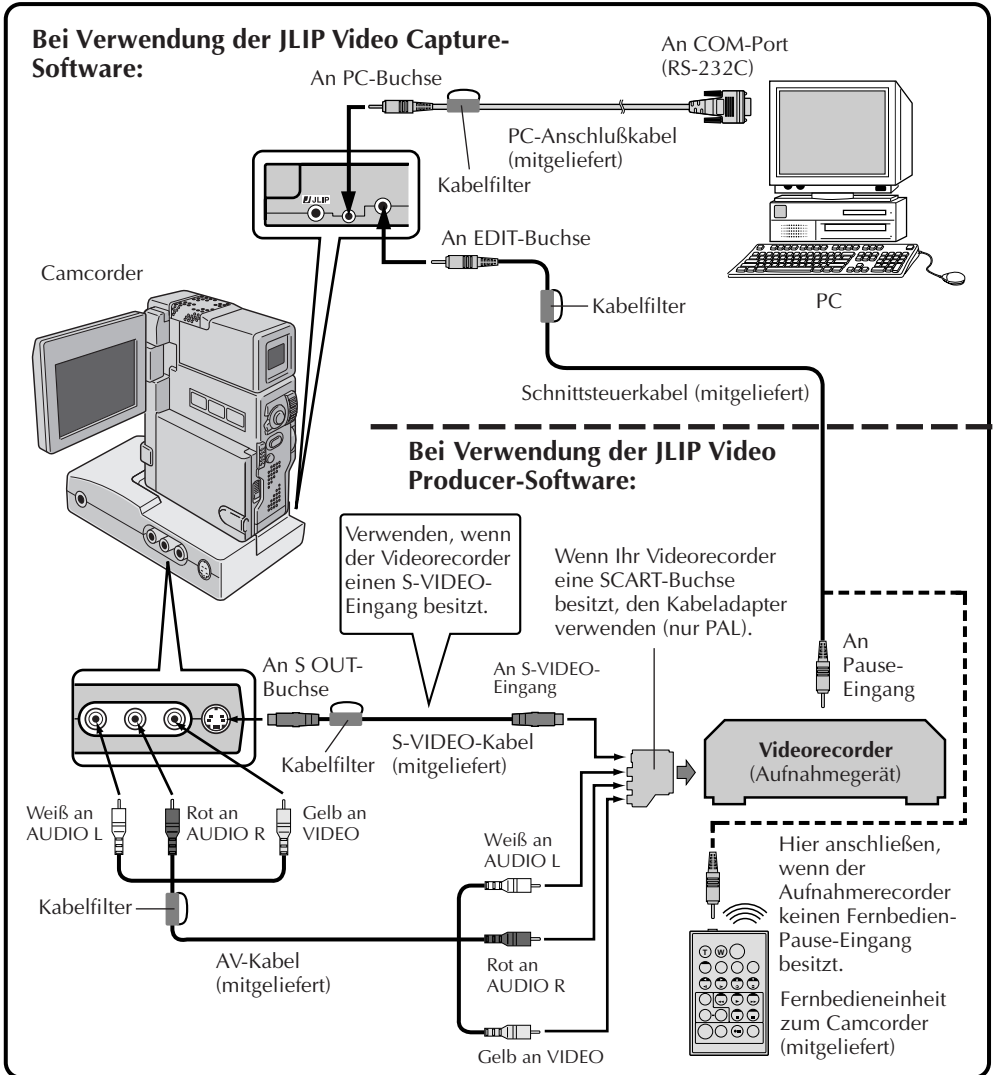 Bei Verwendung der JLIP Video Capture-
Software:
An PC-Buchse
An COM-Port
(RS-232C)
PC-Anschlußkabel
(mitgeliefert)
Kabelfilter
JLIP
An EDIT-Buchse
Camcorder
Kabelfilter
PC
Schnittsteuerkabel (mitgeliefert)
Bei Verwendung der JLIP Video
Producer-Software:
Verwenden, wenn
der Videorecorder
einen S-VIDEO-
Eingang besitzt.
Wenn Ihr Videorecorder
eine SCART-Buchse
besitzt, den Kabeladapter
verwenden (nur PAL).
An
Pause-
Eingang
An S OUT-
Buchse
An S-VIDEO-
Eingang
Kabelfilter
S-VIDEO-Kabel
(mitgeliefert)
Videorecorder
(Aufnahmegerät)
Weiß an
AUDIO L
Rot an
AUDIO R
Gelb an
VIDEO
Weiß an
AUDIO L
Hier anschließen,
wenn der
Aufnahmerecorder
keinen Fernbedien-
Pause-Eingang
besitzt.
Kabelfilter
AV-Kabel
(mitgeliefert)
Rot an
AUDIO R
T W
Fernbedieneinheit
zum Camcorder
(mitgeliefert)
Gelb an VIDEO